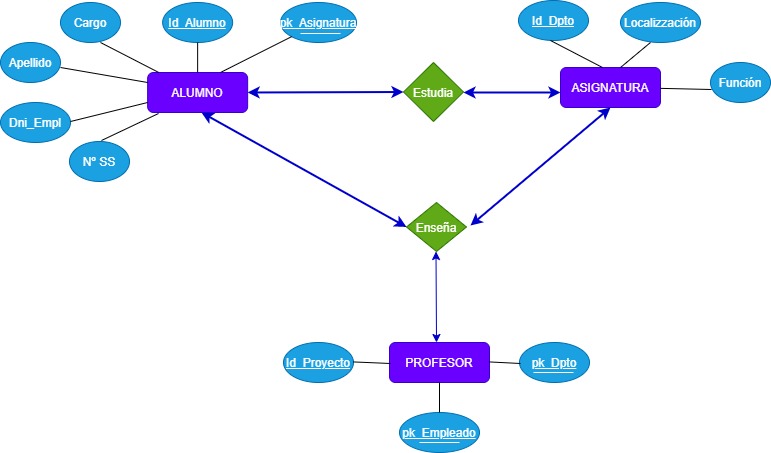 Cargo
Id_Alumno
pk_Asignatura
Id_Dpto
Localizzación
Apellido
Función
ALUMNO
Estudia
ASIGNATURA
Dni_Empl
Nº SS
Enseña
Id_Proyecto
PROFESOR
pk_Dpto
pk_Empleado